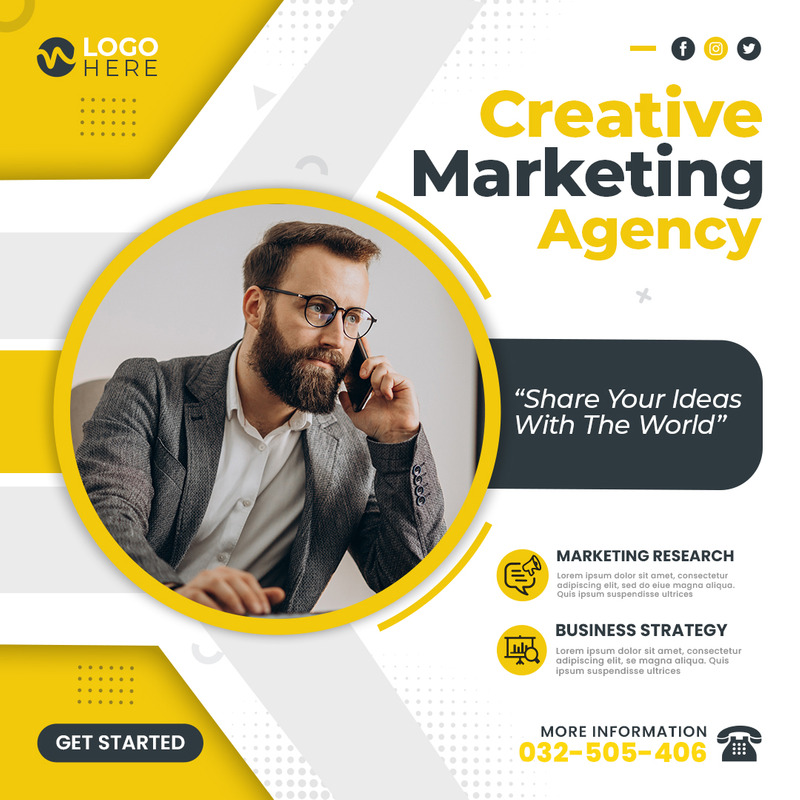 LOGO
HERE
Creative
Marketing
Agency
“Share Your Ideas
With The World”
MARKETING RESEARCH
Lorem ipsum dolor sit amet, consectetur
adipiscing elit, sed do eiue magna aliqua.
Quis ipsum suspendisse ultrices
BUSINESS STRATEGY
Lorem ipsum dolor sit amet, consectetur
adipiscing elit, se magna aliqua. Quis
ipsum suspendisse ultrices
GET STARTED
MORE INFORMATION
032-505-406